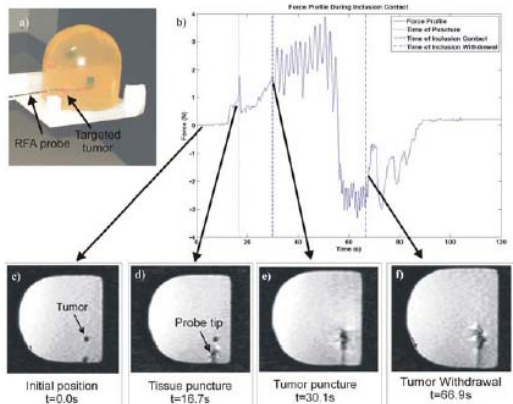 a)
RFA probe
Targeted
tumor
b)
Force Profile During Inclusion Contact
Force Profile
Time of Puncture
Time of Inclusion Contact
Time of Inclusion Withdrawal
Force (N)
4
3
2
1
0
-1
-2
-3
-4
0 20 40 60 80 100 120
Time (s)
c)
Tumor
Initial position
t=0.0s
d)
Probe tip
Tissue puncture
t=16.7s
e)
Tumor puncture
t=30.1s
f)
Tumor Withdrawal
t=66.9s